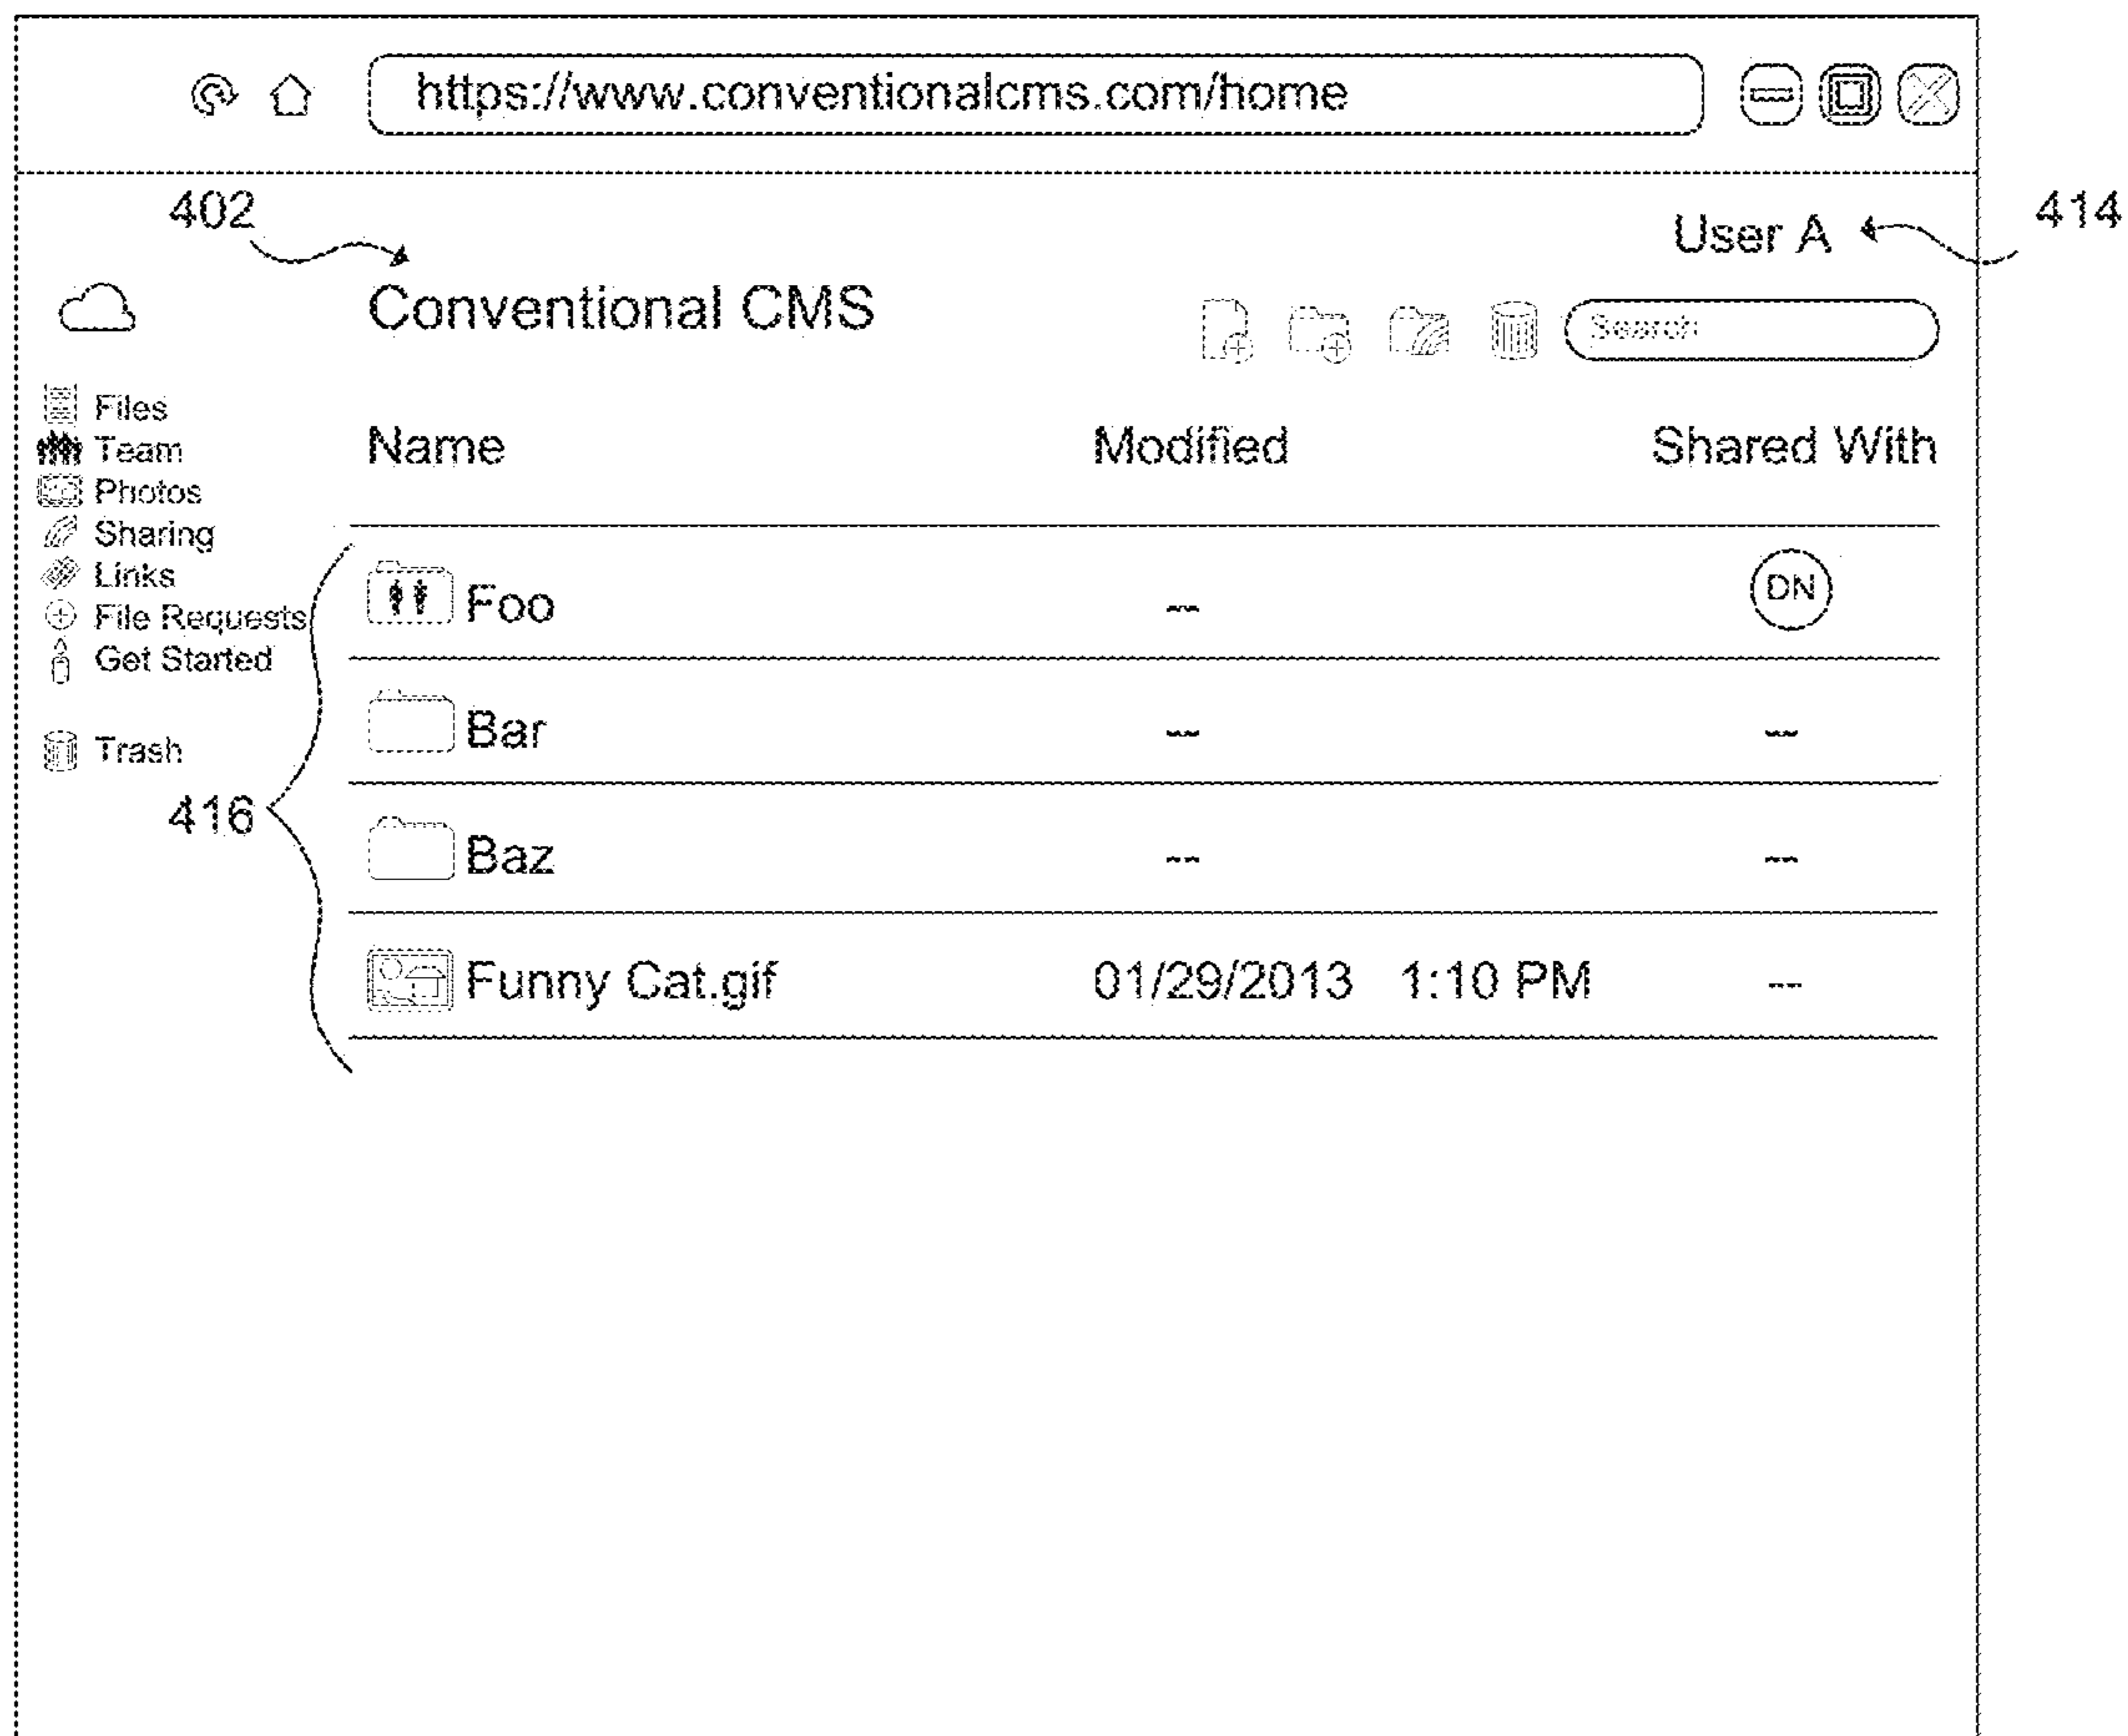 https://www.conventionalcms.com/home
402
User A
414
Conventional CMS
Search
Files
Team
Photos
Sharing
Links
File Requests
Get Started
Trash
416
Name Modified Shared With
Foo -- DN
Bar -- --
Baz -- --
Funny Cat.gif 01/29/2013 1:10 PM --